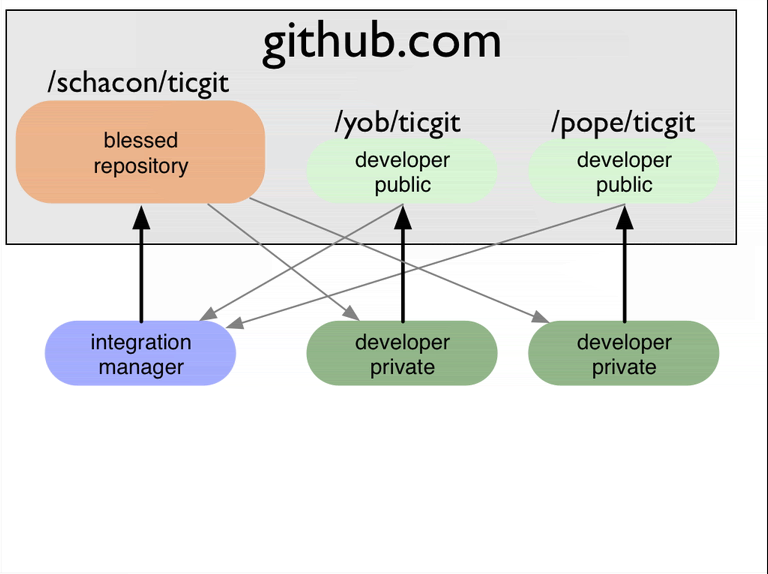 github.com
/schacon/ticgit
/yob/ticgit
/pope/ticgit
blessed
repository
developer
public
developer
public
integration
manager
developer
private
developer
private